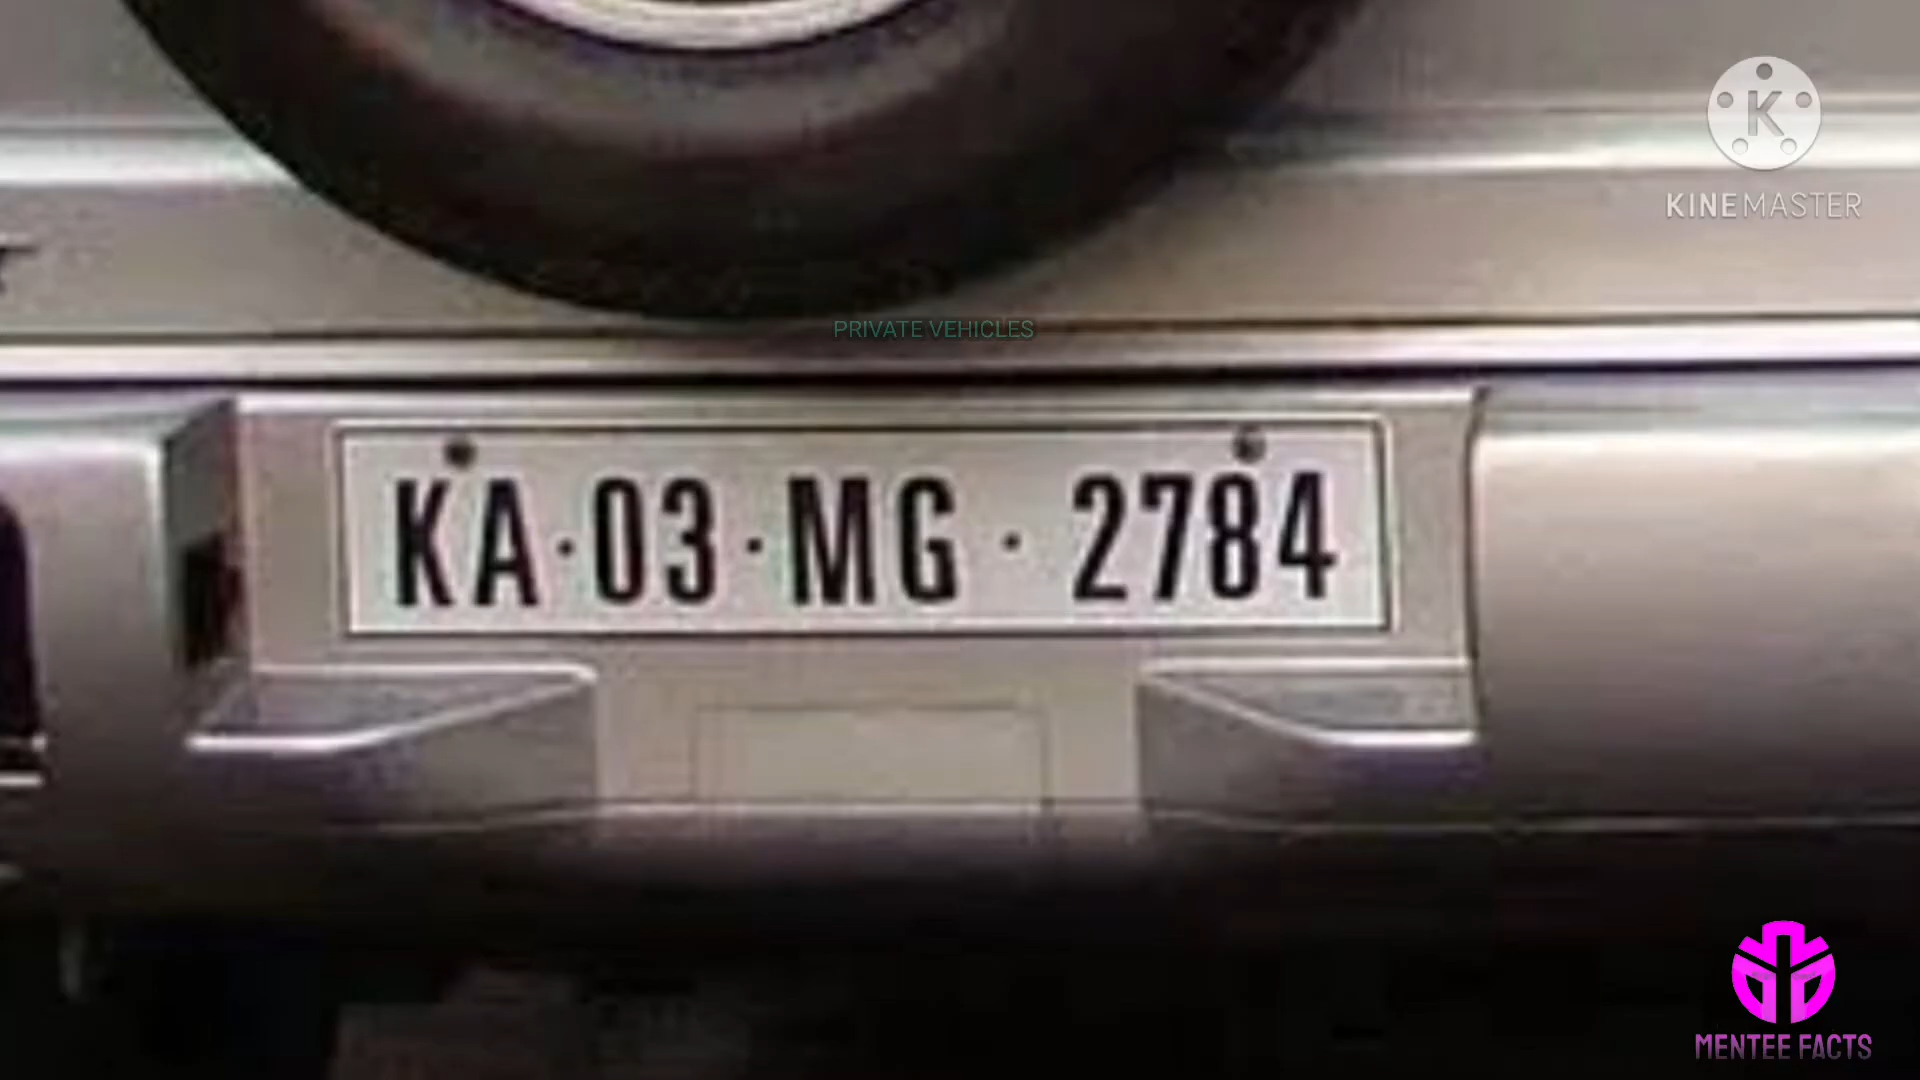 K
KINEMASTER
PRIVATE VEHICLES
KA·03·MG·2784
MENTEE FACTS